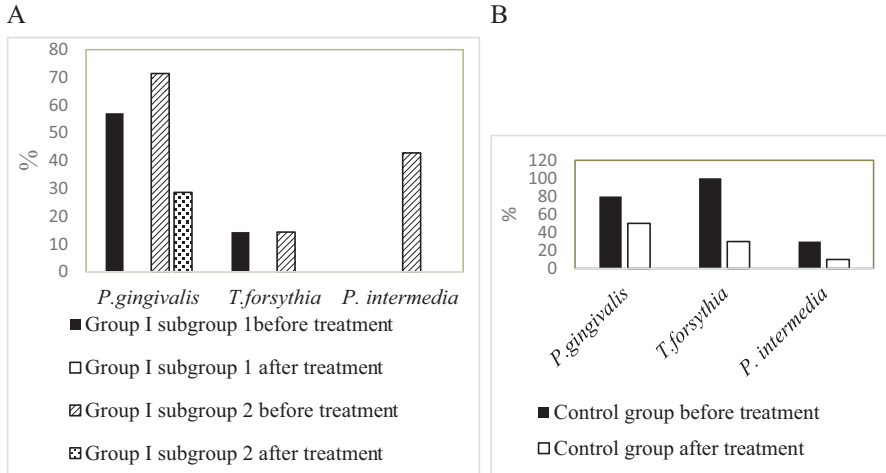 A
80
70
60
50
40
30
20
10
0
%
P.gingivalis T.forsythia P. intermedia
Group I subgroup 1before treatment
Group I subgroup 1 after treatment
Group I subgroup 2 before treatment
Group I subgroup 2 after treatment
B
120
100
80
60
40
20
0
%
P.gingivalis
T.forsythia
P. intermedia
Control group before treatment
Control group after treatment